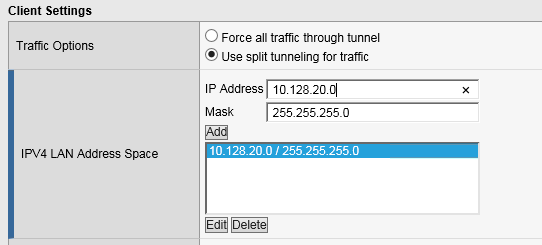 Client Settings
Traffic Options
Force all traffic through tunnel
Use split tunneling for traffic
IPV4 LAN Address Space
IP Address 10.128.20.0 ×
Mask 255.255.255.0
Add
10.128.20.0 / 255.255.255.0
Edit Delete